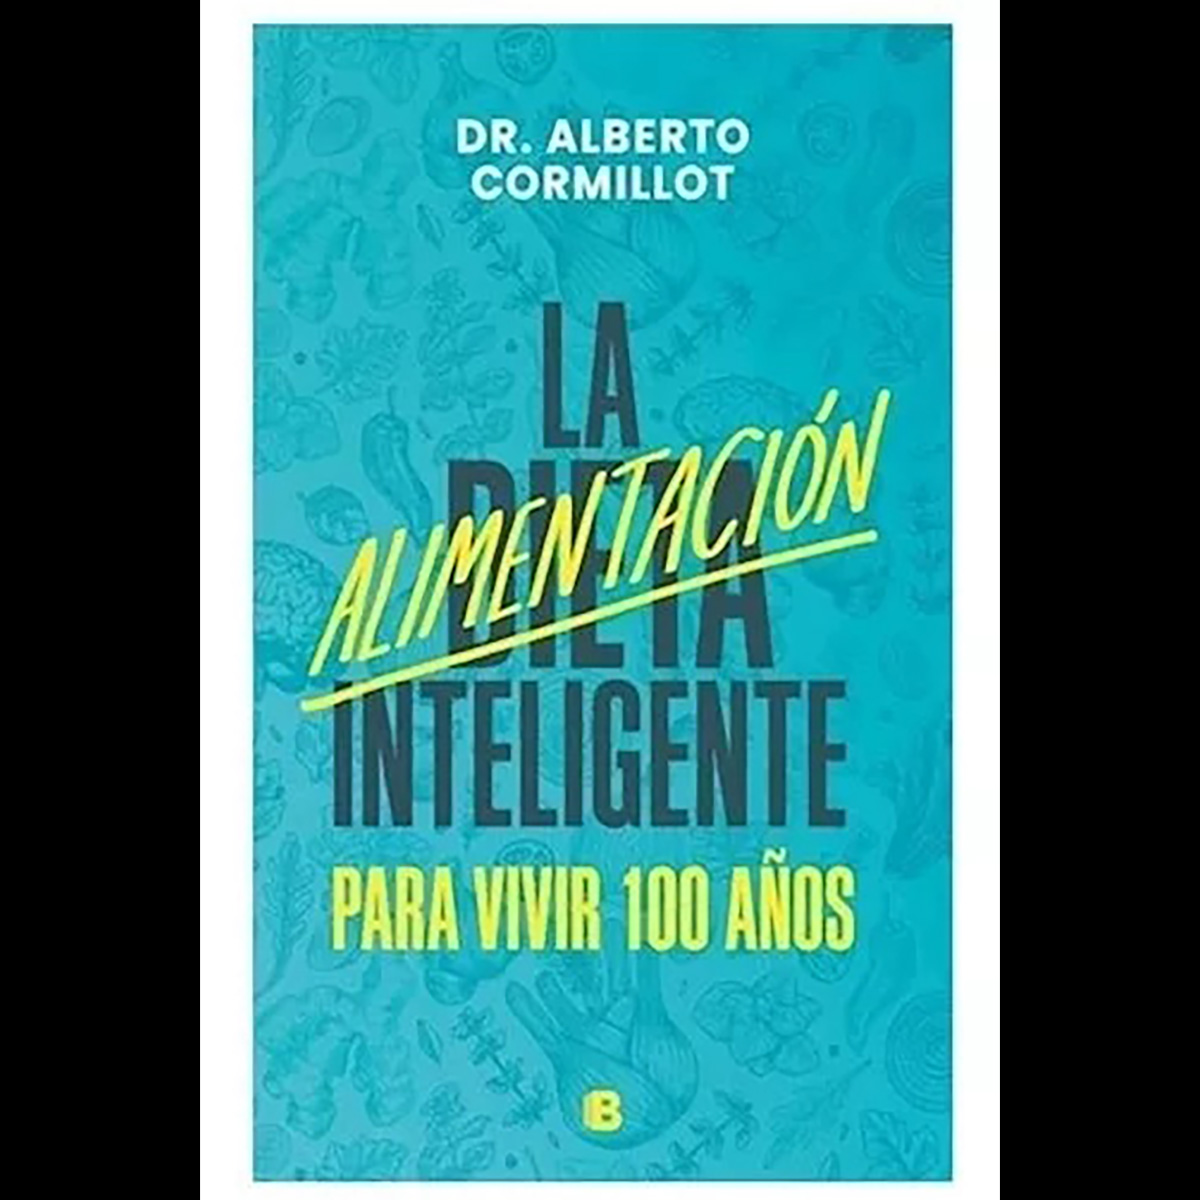 DR. ALBERTO
CORMILLOT
LA
DIETA
ALIMENTACIÓN
INTELIGENTE
PARA VIVIR 100 AÑOS
B